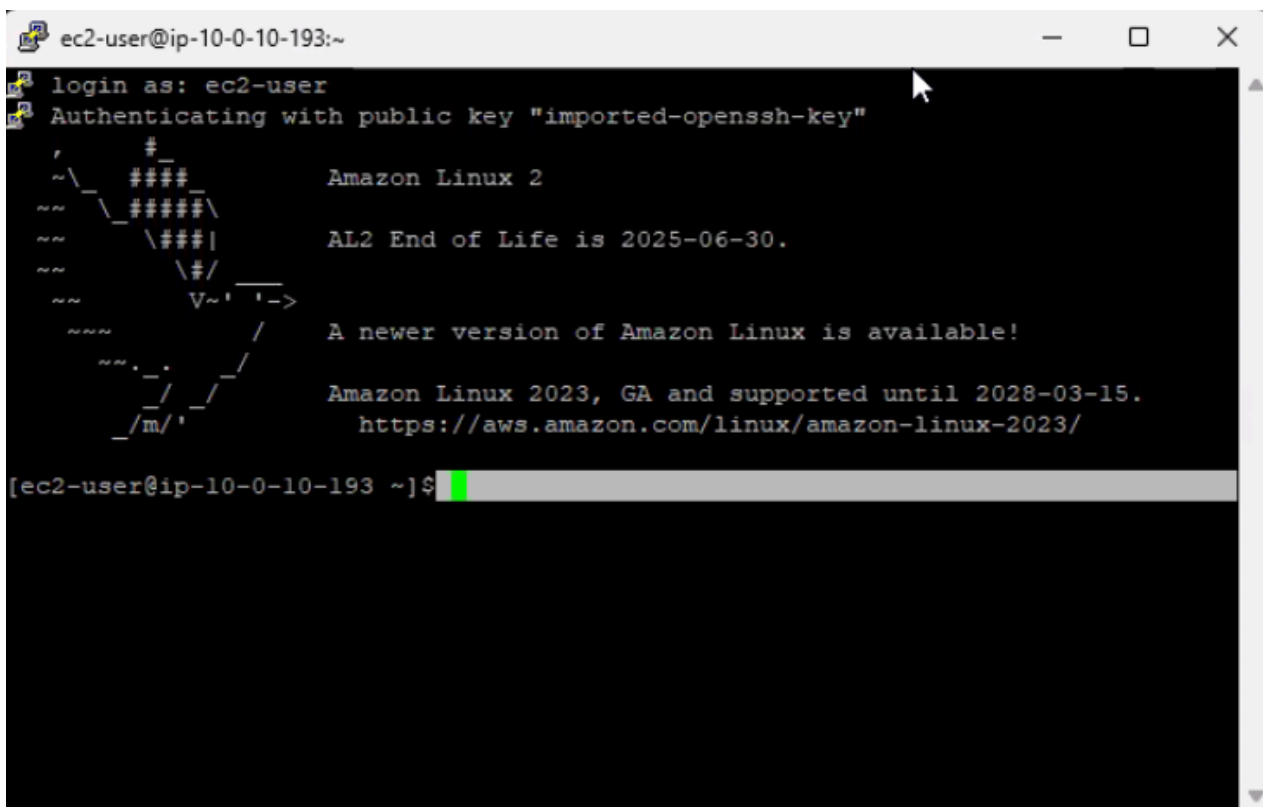 ec2-user@ip-10-0-10-193:~
login as: ec2-user
Authenticating with public key "imported-openssh-key"
   ,     #_
   ~\_  ####_        Amazon Linux 2
  ~~  \_#####\
  ~~     \###|       AL2 End of Life is 2025-06-30.
  ~~       \#/ ___
   ~~       V~' '->
    ~~~         /    A newer version of Amazon Linux is available!
      ~~._.   _/
         _/ _/       Amazon Linux 2023, GA and supported until 2028-03-15.
       _/m/'           https://aws.amazon.com/linux/amazon-linux-2023/
[ec2-user@ip-10-0-10-193 ~]$